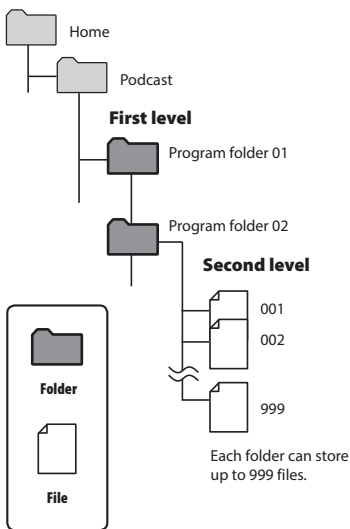 Home
Podcast
First level
Program folder 01
Program folder 02
Second level
001
002
999
Each folder can store
up to 999 files.
Folder
File